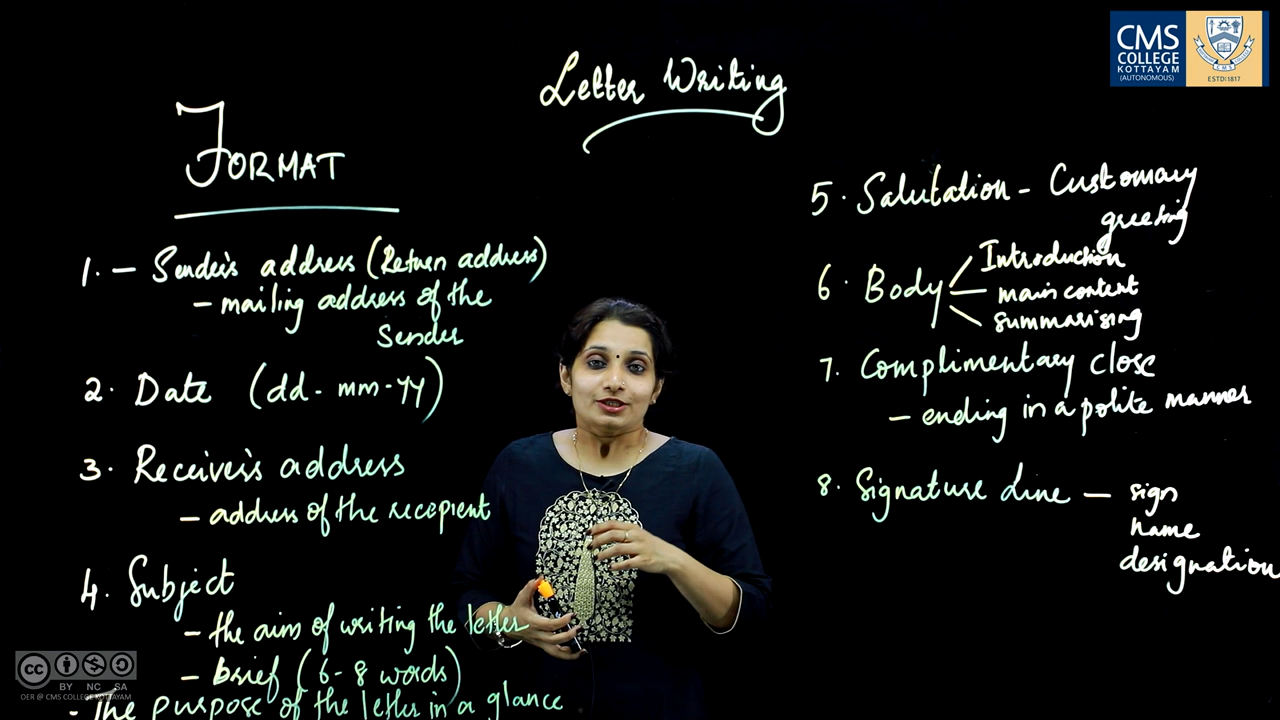 Letter Writing
FORMAT
1. — Sender's address (Return address)
– mailing address of the
Sender
2. Date (dd - mm - yy)
3. Receiver's address
– address of the recepient
4. Subject
– the aim of writing the letter
– brief (6-8 words)
- The purpose of the letter in a glance
5. Salutation - Customary
greeting
6. Body
Introduction
main content
summarising
7. Complimentary close
– ending in a polite manner
8. Signature Line — sign
name
designation
CMS
COLLEGE
KOTTAYAM
(AUTONOMOUS)
ESTD:1817
cc
BY NC SA
OER @ CMS COLLEGE KOTTAYAM